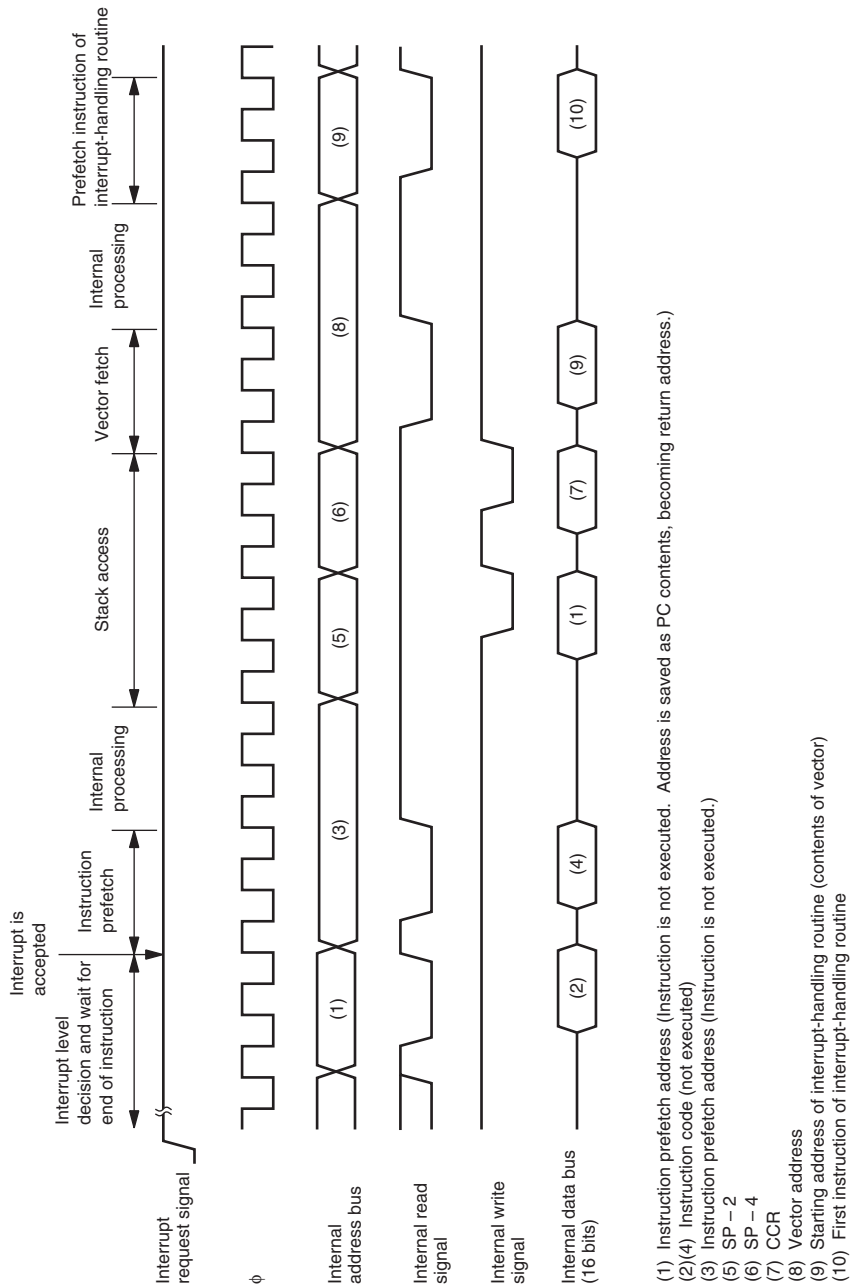 Interrupt is
accepted
Interrupt level
decision and wait for
end of instruction
Instruction
prefetch
Internal
processing
Stack access
Vector fetch
Internal
processing
Prefetch instruction of
interrupt-handling routine
Interrupt
request signal
ϕ
Internal
address bus
(1)
(3)
(5)
(6)
(8)
(9)
Internal read
signal
Internal write
signal
Internal data bus
(16 bits)
(2)
(4)
(1)
(7)
(9)
(10)
(1) Instruction prefetch address (Instruction is not executed. Address is saved as PC contents, becoming return address.)
(2)(4) Instruction code (not executed)
(3) Instruction prefetch address (Instruction is not executed.)
(5) SP – 2
(6) SP – 4
(7) CCR
(8) Vector address
(9) Starting address of interrupt-handling routine (contents of vector)
(10) First instruction of interrupt-handling routine